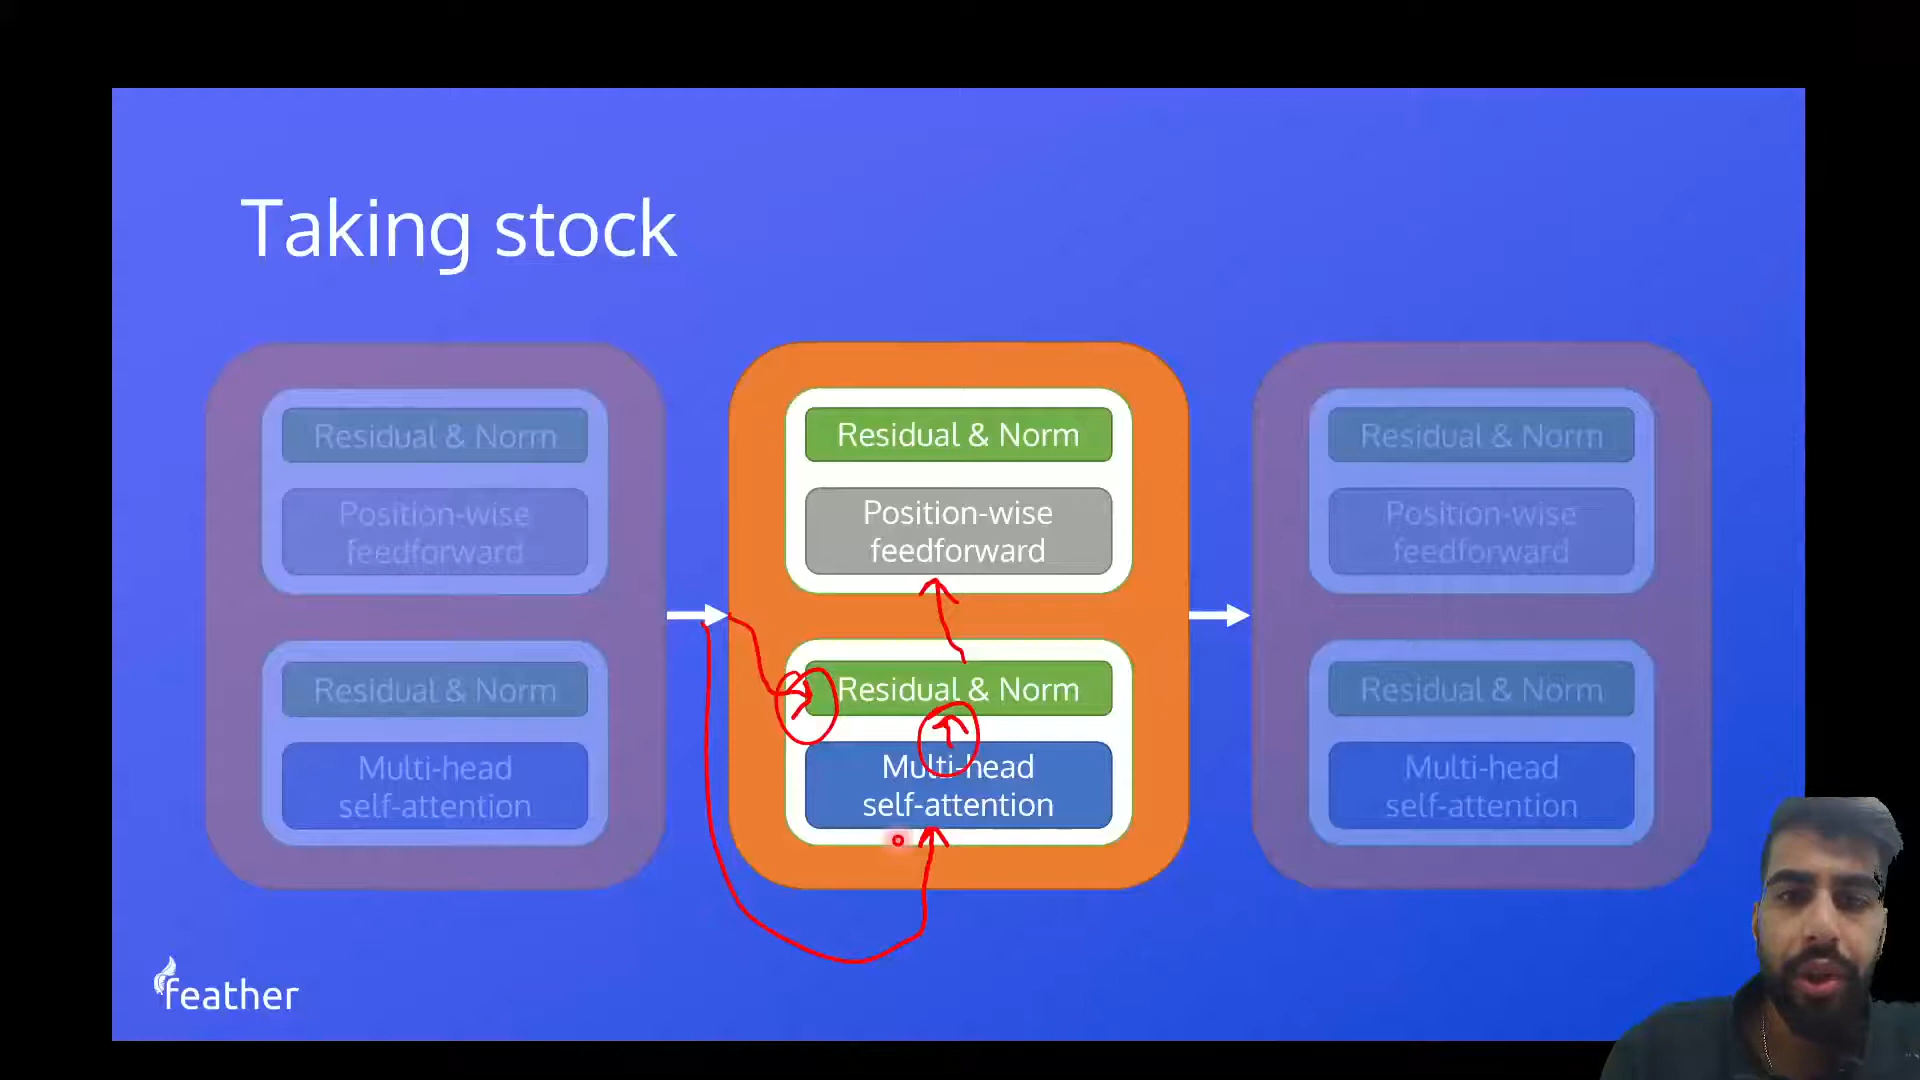 Taking stock
Residual & Norm
Position-wise
feedforward
Residual & Norm
Multi-head
self-attention
Residual & Norm
Position-wise
feedforward
Residual & Norm
Multi-head
self-attention
Residual & Norm
Position-wise
feedforward
Residual & Norm
Multi-head
self-attention
feather